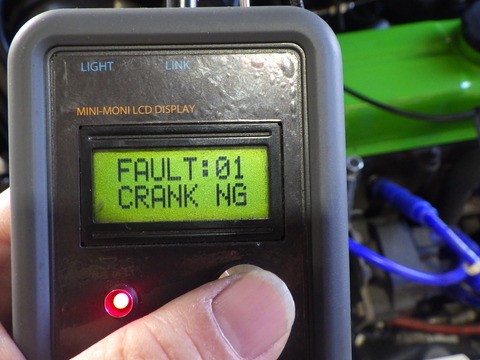 LIGHT LINK
MINI-MONI LCD DISPLAY
FAULT:01
CRANK NG